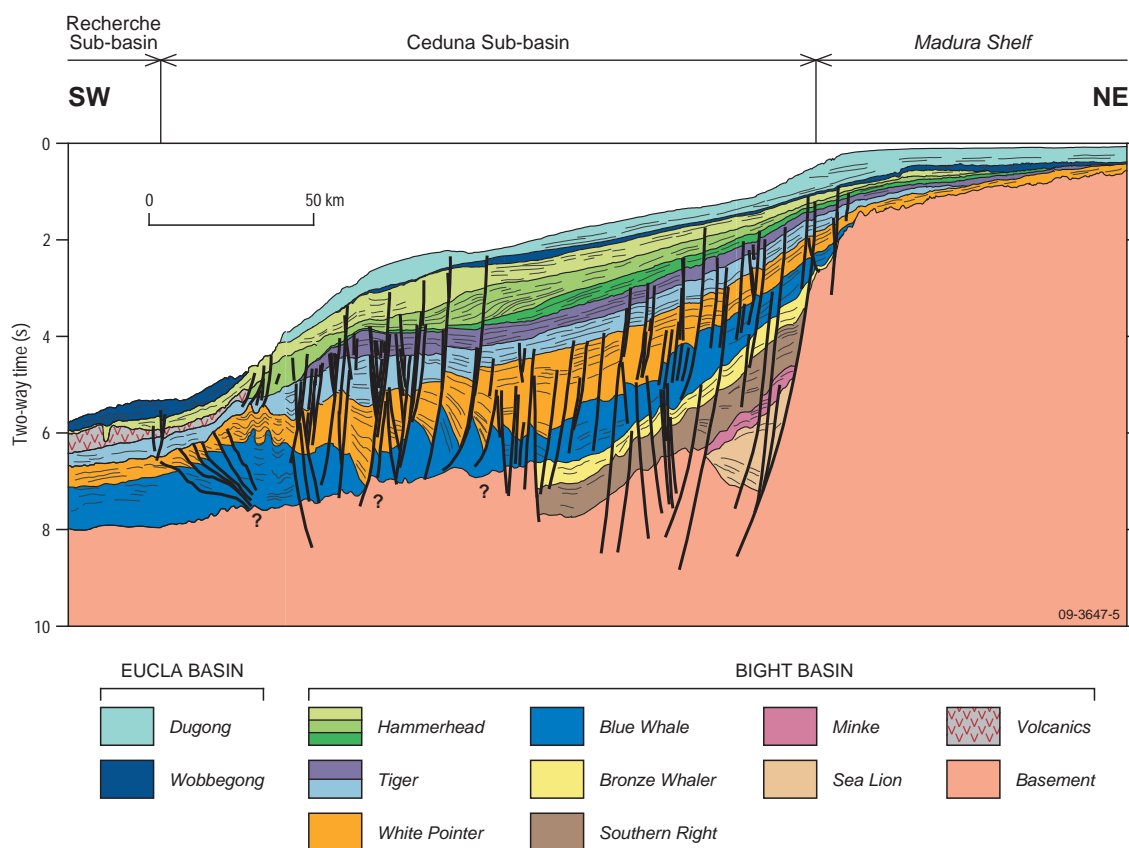 Recherche
Sub-basin
Ceduna Sub-basin
Madura Shelf
SW
NE
0
0
50 km
2
4
Two-way time (s)
6
?
?
?
8
10
09-3647-5
EUCLA BASIN
BIGHT BASIN
Dugong
Hammerhead
Blue Whale
Minke
Volcanics
Wobbegong
Tiger
Bronze Whaler
Sea Lion
Basement
White Pointer
Southern Right